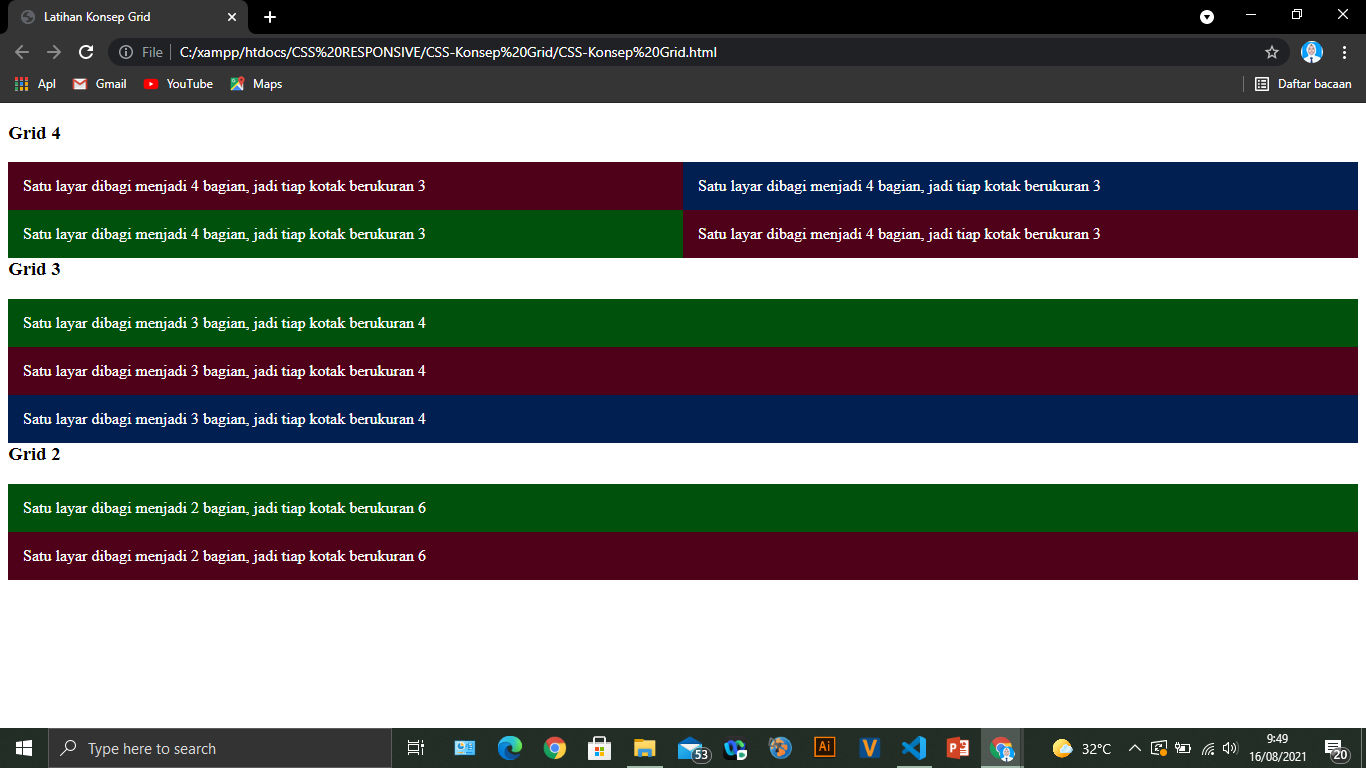 Latihan Konsep Grid
File C:/xampp/htdocs/CSS%20RESPONSIVE/CSS-Konsep%20Grid/CSS-Konsep%20Grid.html
Apl Gmail YouTube Maps Daftar bacaan
Grid 4
Satu layar dibagi menjadi 4 bagian, jadi tiap kotak berukuran 3 Satu layar dibagi menjadi 4 bagian, jadi tiap kotak berukuran 3
Satu layar dibagi menjadi 4 bagian, jadi tiap kotak berukuran 3 Satu layar dibagi menjadi 4 bagian, jadi tiap kotak berukuran 3
Grid 3
Satu layar dibagi menjadi 3 bagian, jadi tiap kotak berukuran 4
Satu layar dibagi menjadi 3 bagian, jadi tiap kotak berukuran 4
Satu layar dibagi menjadi 3 bagian, jadi tiap kotak berukuran 4
Grid 2
Satu layar dibagi menjadi 2 bagian, jadi tiap kotak berukuran 6
Satu layar dibagi menjadi 2 bagian, jadi tiap kotak berukuran 6
Type here to search 53 Ai 32°C 9:49
16/08/2021 20